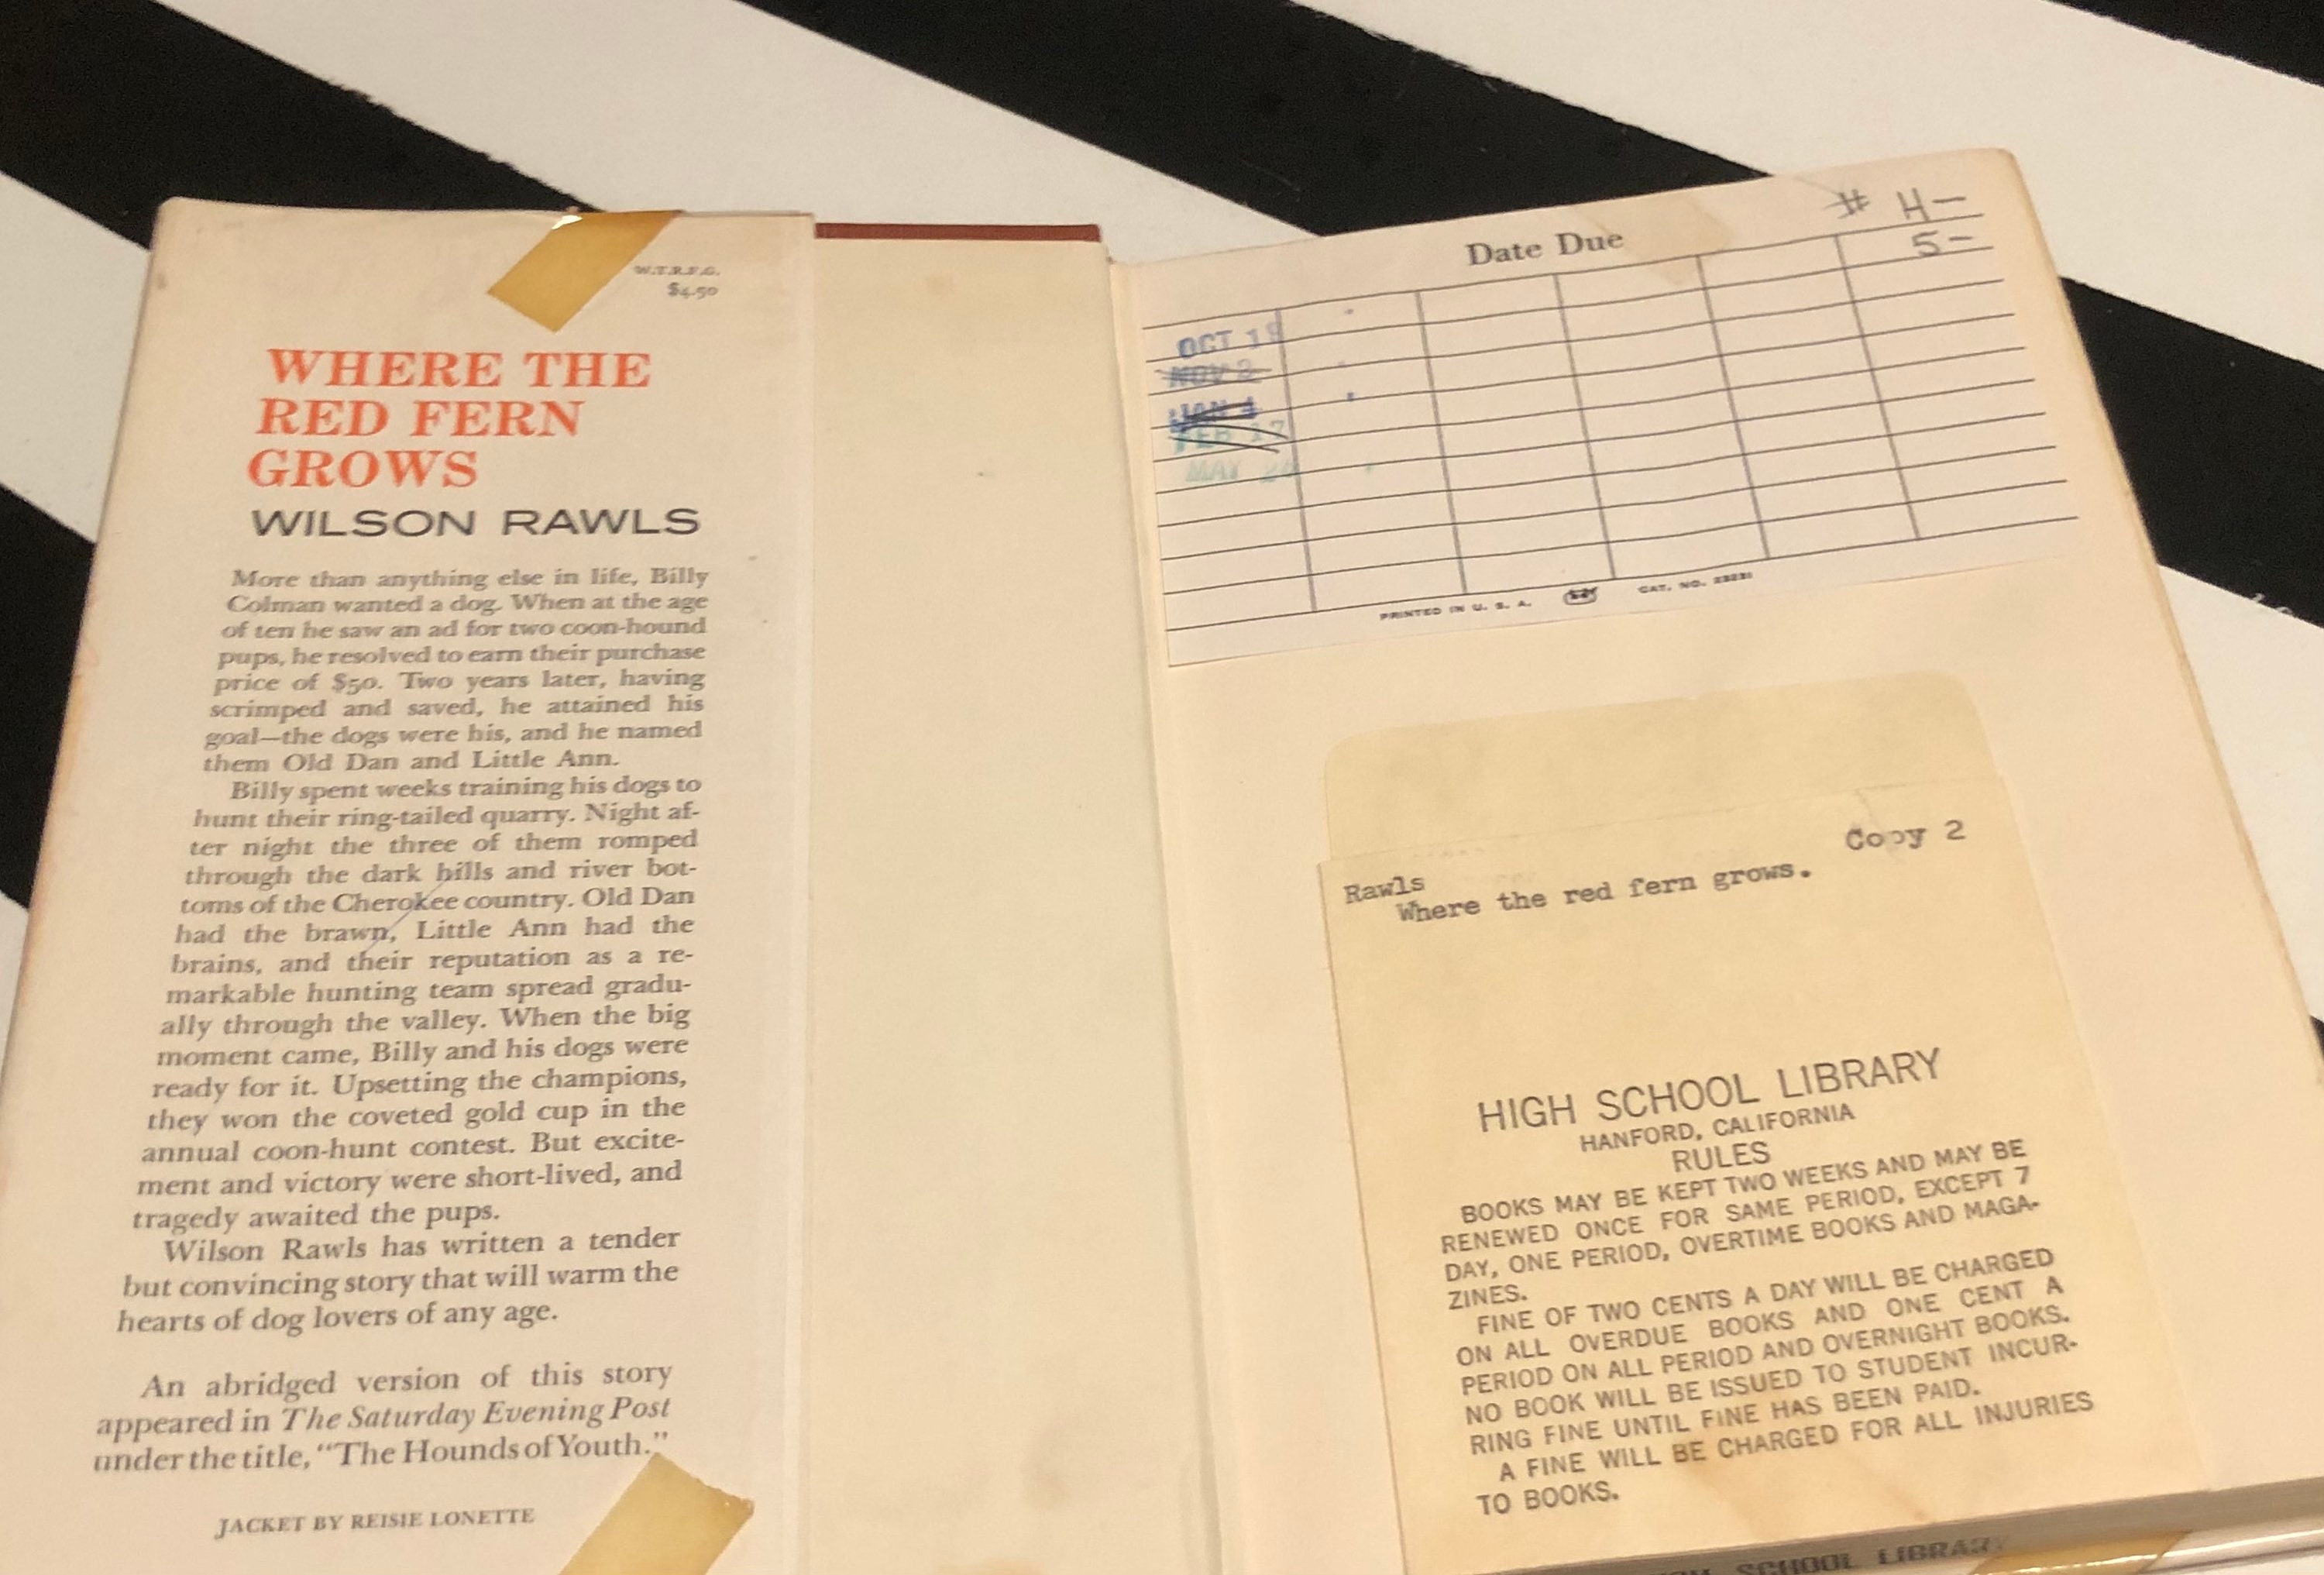 W.T.R.F.G.
$4.50
WHERE THE
RED FERN
GROWS
WILSON RAWLS
More than anything else in life, Billy
Colman wanted a dog. When at the age
of ten he saw an ad for two coon-hound
pups, he resolved to earn their purchase
price of $50. Two years later, having
scrimped and saved, he attained his
goal—the dogs were his, and he named
them Old Dan and Little Ann.
Billy spent weeks training his dogs to
hunt their ring-tailed quarry. Night af-
ter night the three of them romped
through the dark hills and river bot-
toms of the Cherokee country. Old Dan
had the brawn, Little Ann had the
brains, and their reputation as a re-
markable hunting team spread gradu-
ally through the valley. When the big
moment came, Billy and his dogs were
ready for it. Upsetting the champions,
they won the coveted gold cup in the
annual coon-hunt contest. But excite-
ment and victory were short-lived, and
tragedy awaited the pups.
Wilson Rawls has written a tender
but convincing story that will warm the
hearts of dog lovers of any age.
An abridged version of this story
appeared in The Saturday Evening Post
under the title, “The Hounds of Youth.”
JACKET BY REISIE LONETTE
# H-
5-
Date Due
OCT
NOV
JAN 4
FEB 17
MAY
PRINTED IN U. S. A.
CAT. NO.
Copy 2
Rawls
Where the red fern grows.
HIGH SCHOOL LIBRARY
HANFORD, CALIFORNIA
RULES
BOOKS MAY BE KEPT TWO WEEKS AND MAY BE
RENEWED ONCE FOR SAME PERIOD, EXCEPT 7
DAY, ONE PERIOD, OVERTIME BOOKS AND MAGA-
ZINES.
FINE OF TWO CENTS A DAY WILL BE CHARGED
ON ALL OVERDUE BOOKS AND ONE CENT A
PERIOD ON ALL PERIOD AND OVERNIGHT BOOKS.
NO BOOK WILL BE ISSUED TO STUDENT INCUR-
RING FINE UNTIL FINE HAS BEEN PAID.
A FINE WILL BE CHARGED FOR ALL INJURIES
TO BOOKS.
SCHOOL LIBRARY